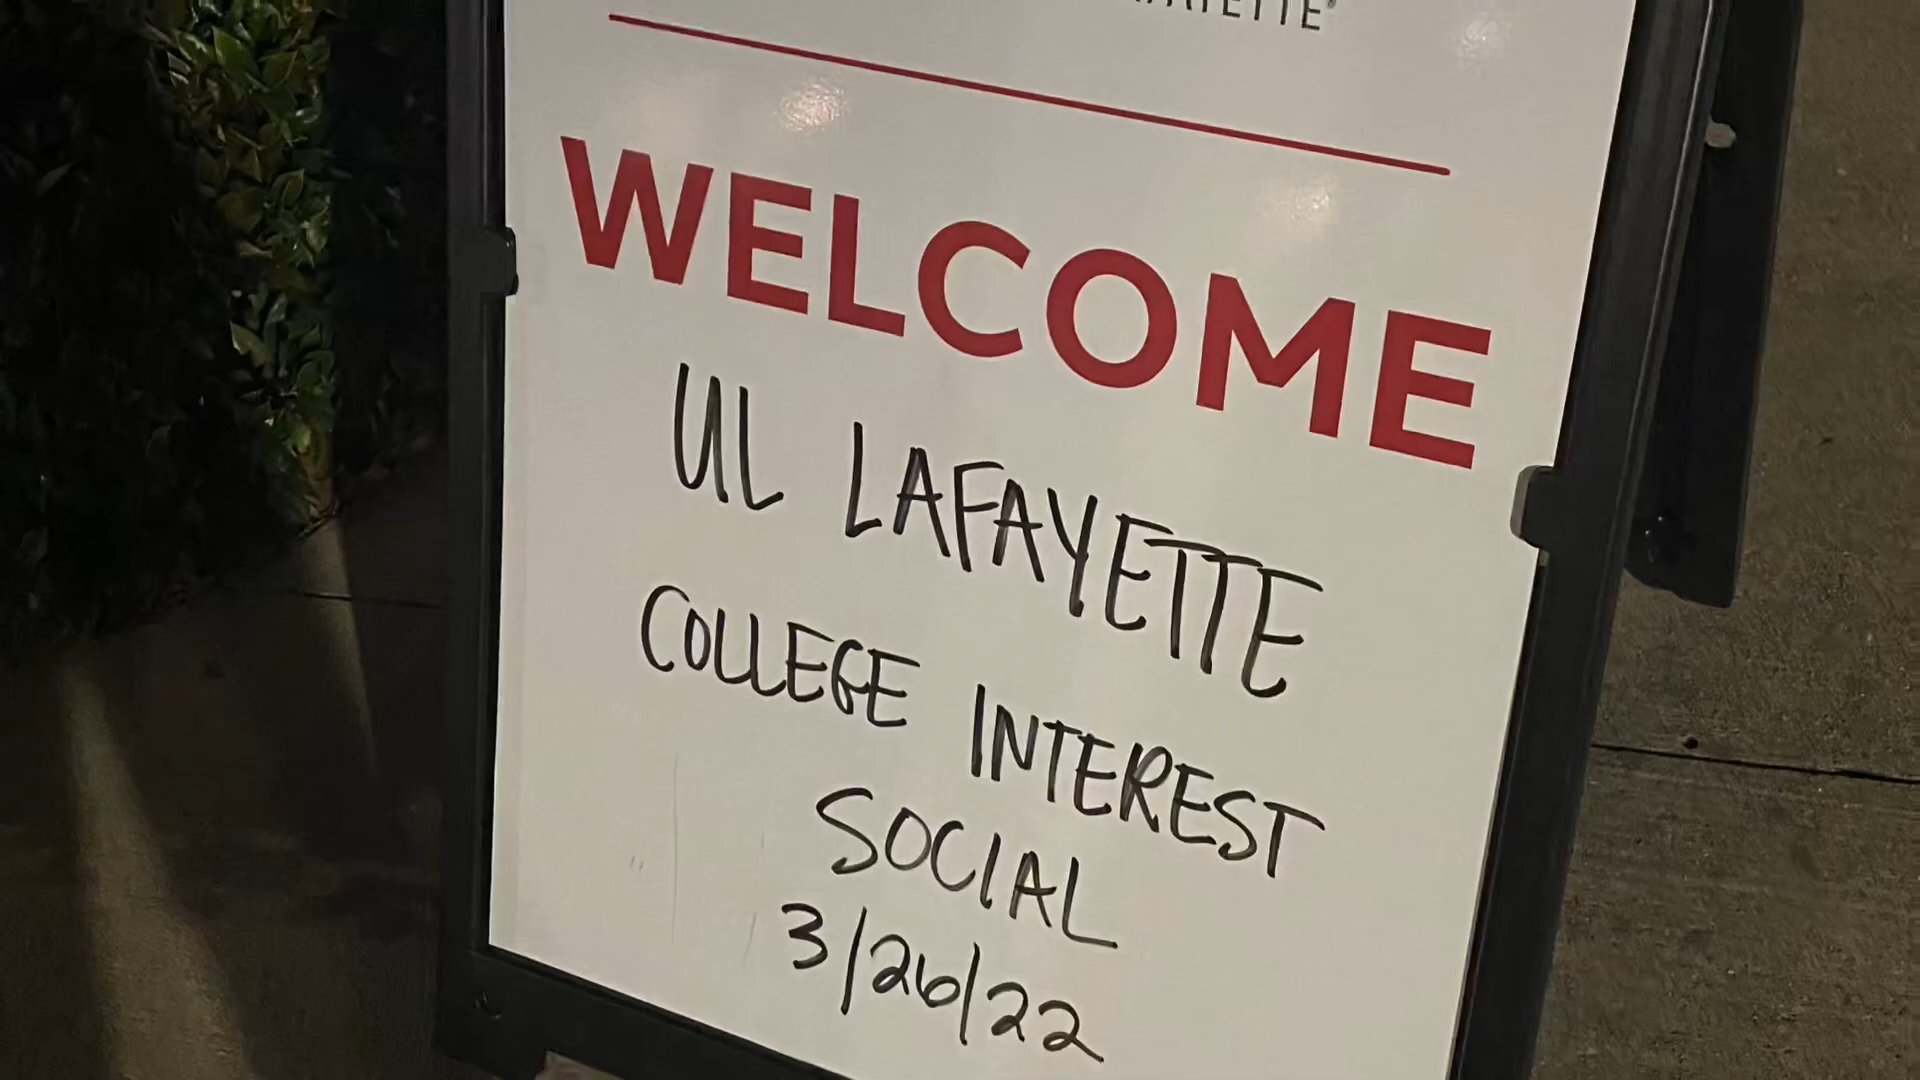 WELCOME
UL LAFAYETTE
COLLEGE INTEREST
SOCIAL
3/26/22